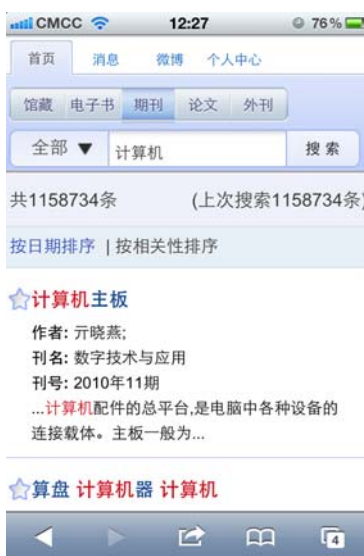 CMCC 12:27 76%
首页 消息 微博 个人中心
馆藏 电子书 期刊 论文 外刊
全部 ▼ 计算机 搜索
共1158734条 (上次搜索1158734条)
按日期排序 | 按相关性排序
计算机主板
作者: 亓晓燕;
刊名: 数字技术与应用
刊号: 2010年11期
...计算机配件的总平台,是电脑中各种设备的
连接载体。主板一般为...
算盘 计算机器 计算机
4